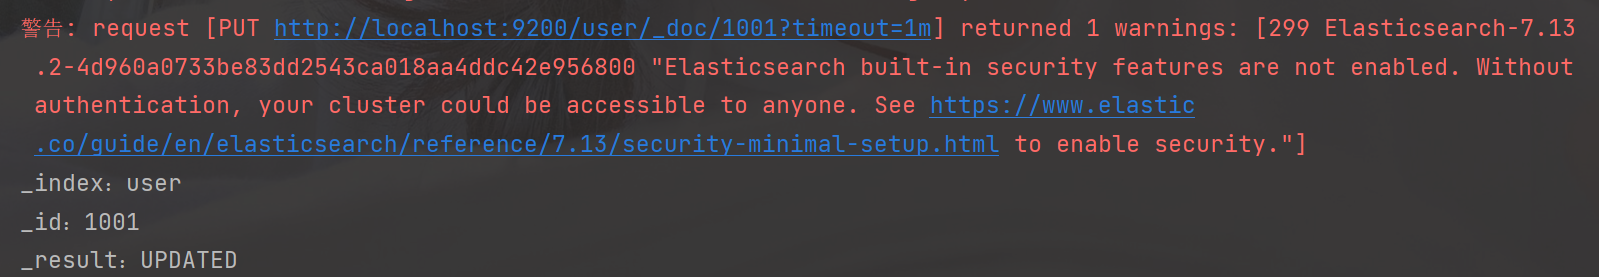 警告: request [PUT http://localhost:9200/user/_doc/1001?timeout=1m] returned 1 warnings: [299 Elasticsearch-7.13
.2-4d960a0733be83dd2543ca018aa4ddc42e956800 "Elasticsearch built-in security features are not enabled. Without
authentication, your cluster could be accessible to anyone. See https://www.elastic
.co/guide/en/elasticsearch/reference/7.13/security-minimal-setup.html to enable security."]
_index：user
_id：1001
_result：UPDATED